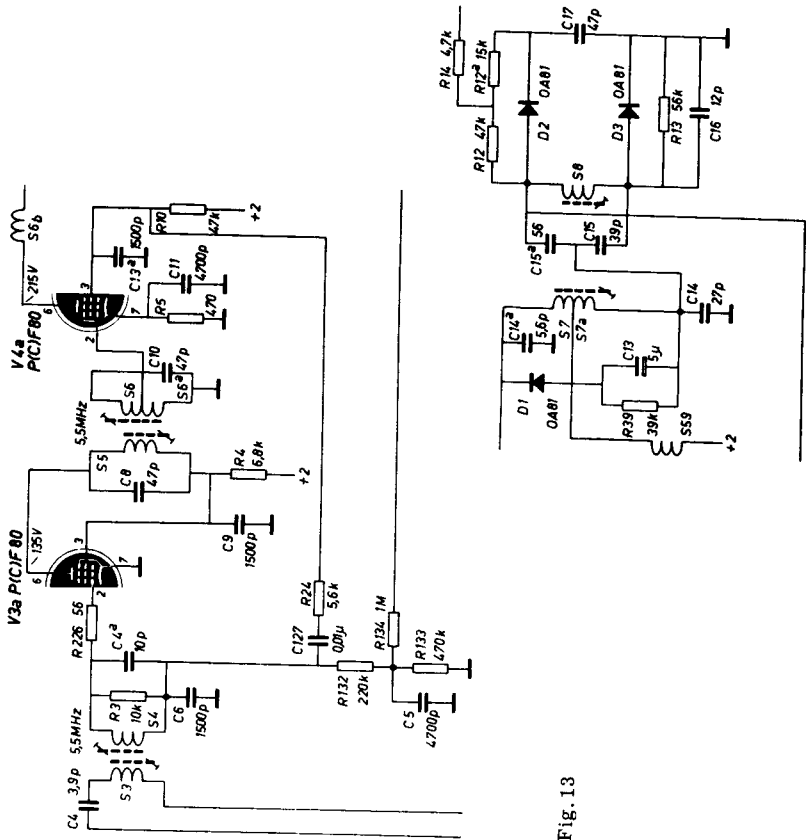 V3a P(C)F 80
V4a
P(C)F80
135V
215V
6
3
7
2
6
3
7
2
C4 3,9p
S3
5,5MHz
S4
R3
10k
C4a
10p
C6
1500p
R226 56
C9
1500p
R4
6,8k
+2
S5
C8
47p
5,5MHz
S6
S6a
C10
47p
S6b
C13a
1500p
R5
470
C11
4700p
R10
47k
+2
R24
5,6k
C127
0,01µ
R132
220k
R134 1M
R133
470k
C5
4700p
R14 4,7k
R12a 15k
R12 47k
C17
47p
D2 OA81
D3 OA81
S8
R13 56k
C16 12p
C15a 56
C15
39p
S7
S7a
C14a
5,6p
C14
27p
D1
OA81
C13
5µ
R39
39k
S59
+2
Fig. 13